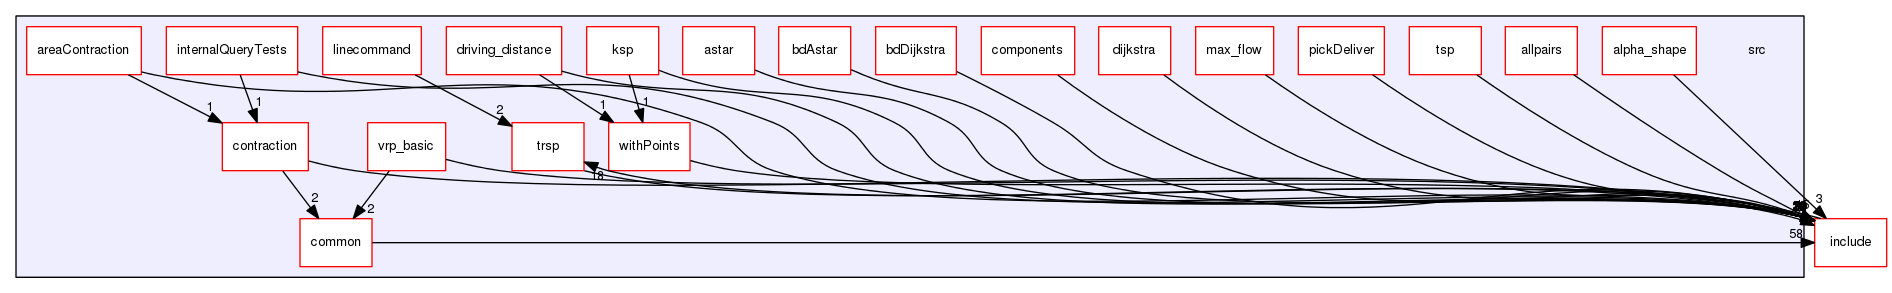 areaContraction
internalQueryTests
linecommand
driving_distance
ksp
astar
bdAstar
bdDijkstra
components
dijkstra
max_flow
pickDeliver
tsp
allpairs
alpha_shape
src
1
1
2
1
1
contraction
vrp_basic
trsp
withPoints
18
2
2
3
common
58
include